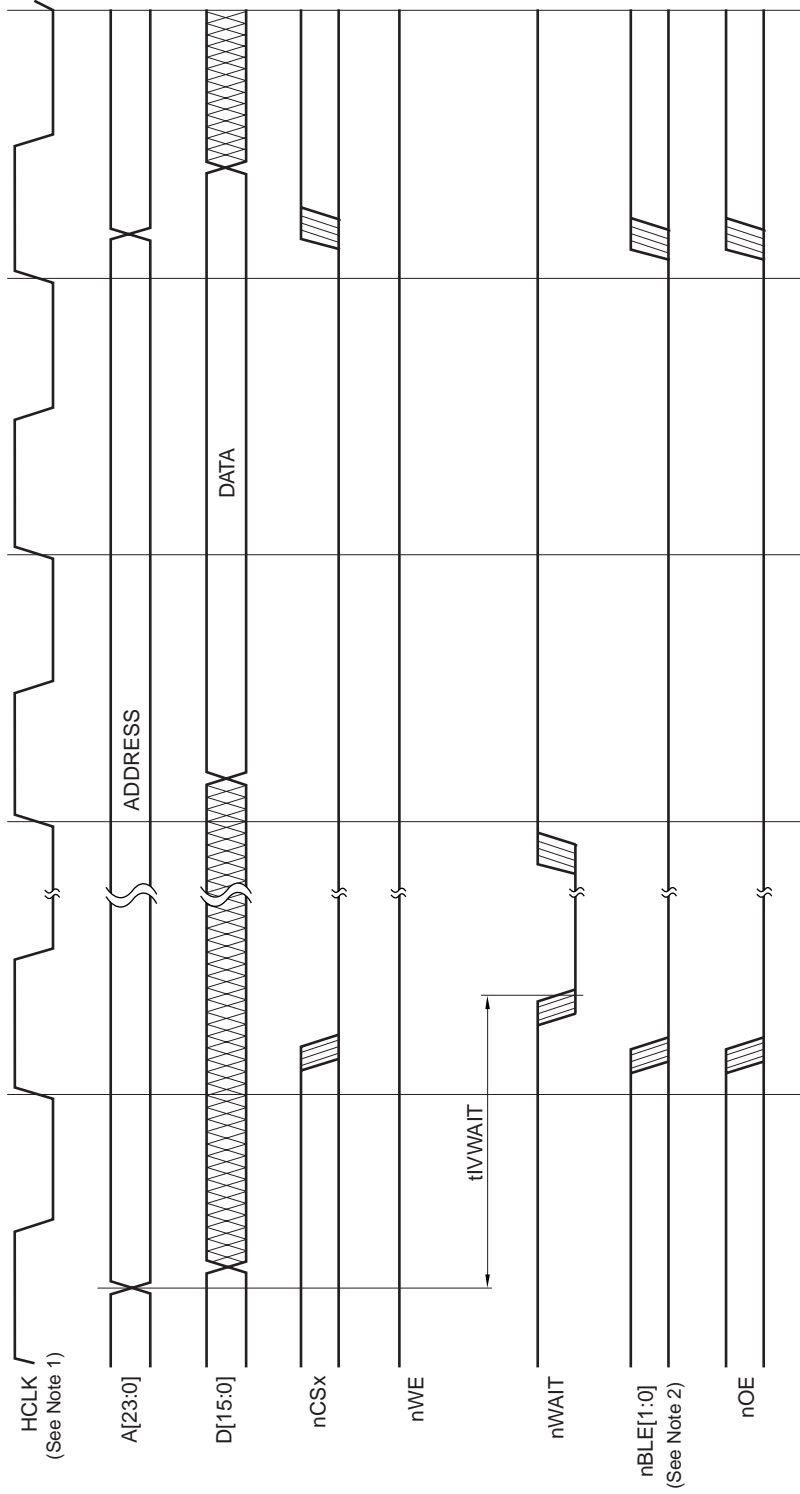 HCLK
(See Note 1)
A[23:0]
ADDRESS
D[15:0]
DATA
nCSx
nWE
tIVWAIT
nWAIT
nBLE[1:0]
(See Note 2)
nOE